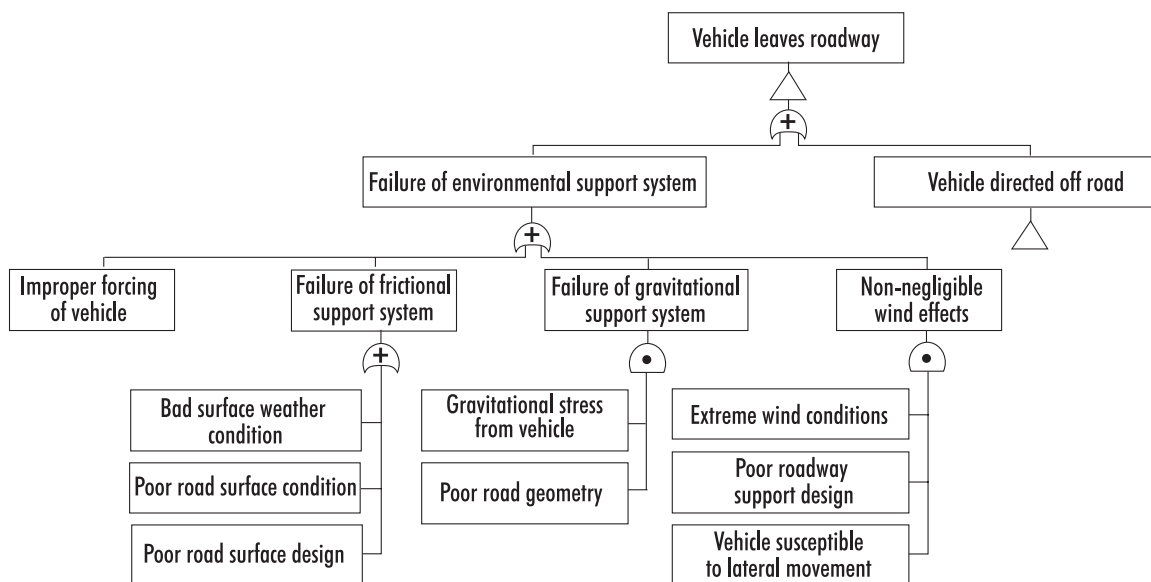 Vehicle leaves roadway
+
Failure of environmental support system
Vehicle directed off road
+
Improper forcing
of vehicle
Failure of frictional
support system
Failure of gravitational
support system
Non-negligible
wind effects
+
Bad surface weather
condition
Poor road surface condition
Poor road surface design
Gravitational stress
from vehicle
Poor road geometry
Extreme wind conditions
Poor roadway
support design
Vehicle susceptible
to lateral movement